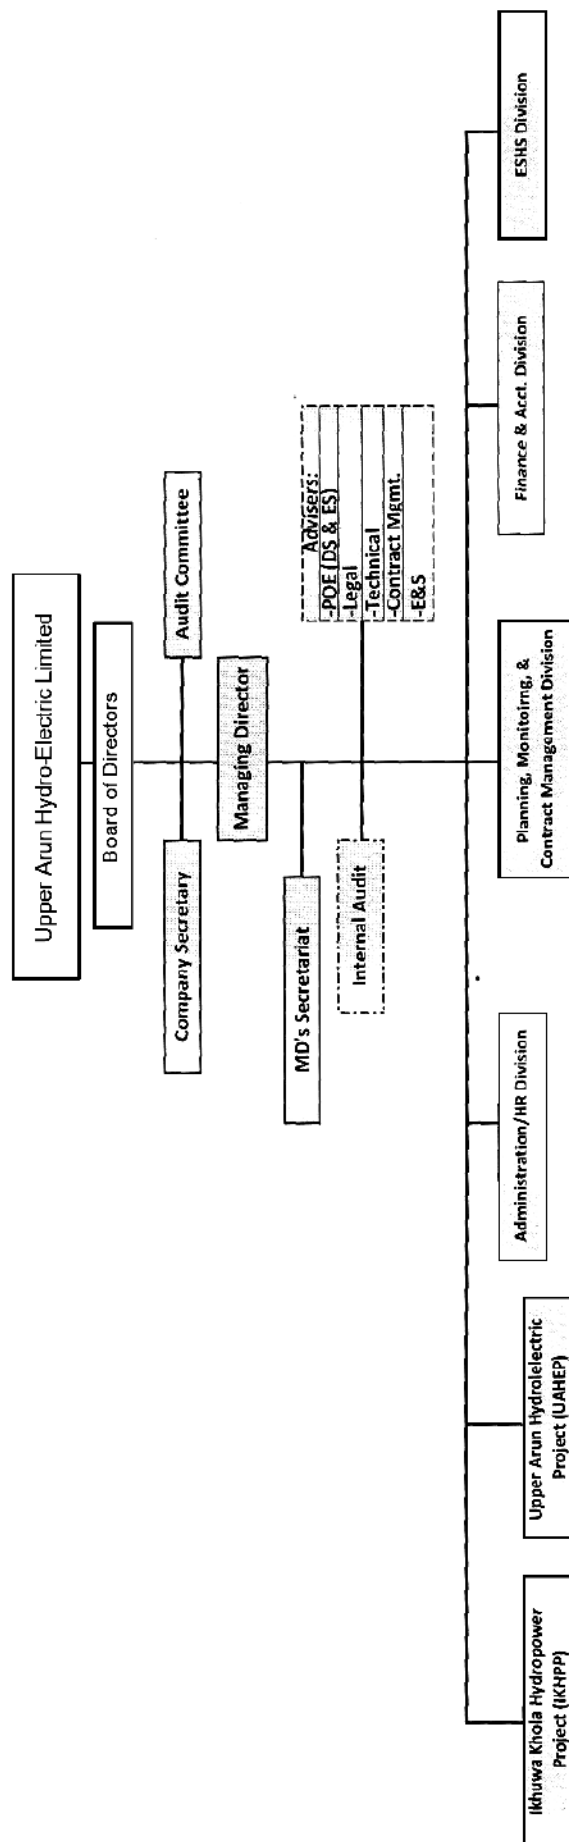 Upper Arun Hydro-Electric Limited
Board of Directors
Company Secretary
Audit Committee
Managing Director
MD's Secretariat
Internal Audit
Advisers:
-POE (DS & ES)
-Legal
-Technical
-Contract Mgmt.
-E&S
Ikhuwa Khola Hydropower
Project (IKHPP)
Upper Arun Hydrolelectric
Project (UAHEP)
Administration/HR Division
Planning, Monitoirng, &
Contract Management Division
Finance & Acct. Division
ESHS Division